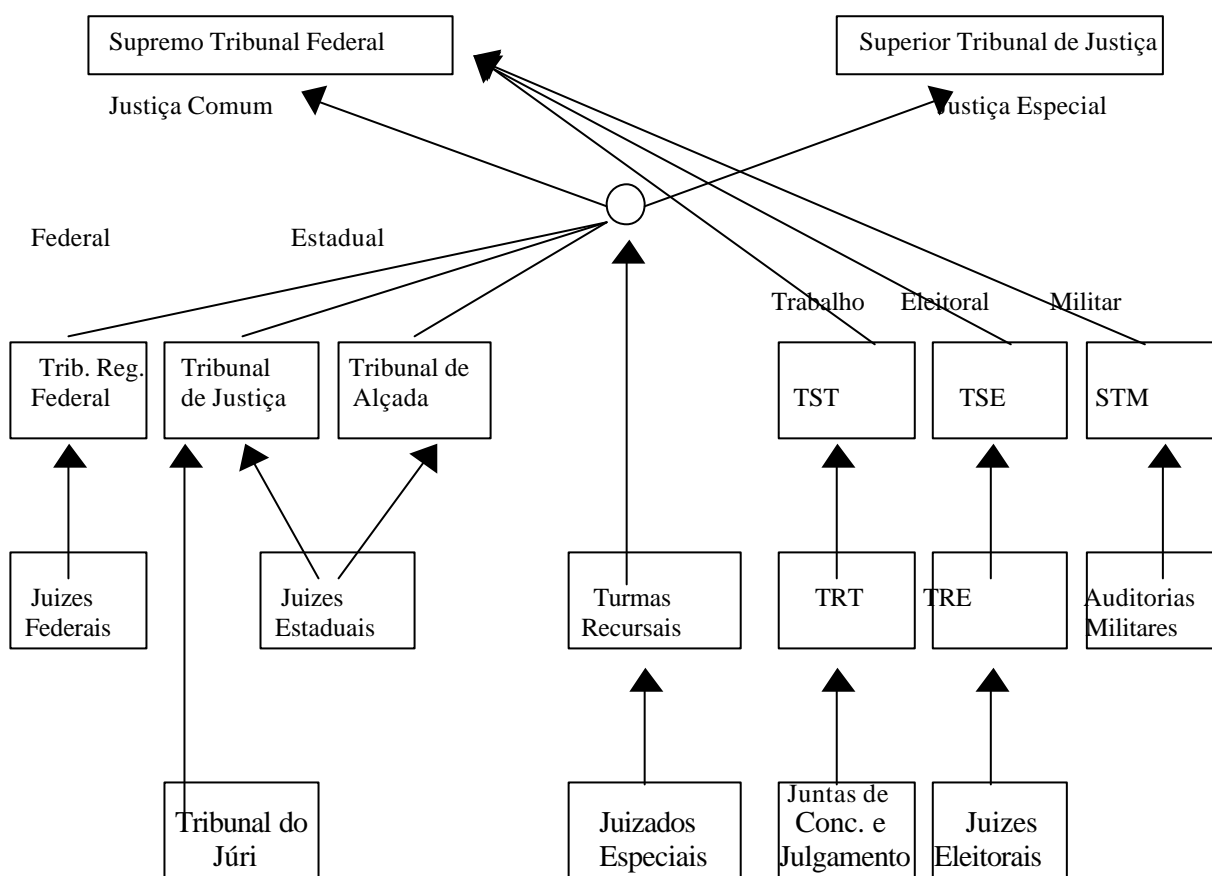 Supremo Tribunal Federal
Superior Tribunal de Justiça
Justiça Comum
Justiça Especial
Federal
Estadual
Trabalho
Eleitoral
Militar
Trib. Reg.
Federal
Tribunal
de Justiça
Tribunal de
Alçada
TST
TSE
STM
Juizes
Federais
Juizes
Estaduais
Turmas
Recursais
TRT
TRE
Auditorias
Militares
Tribunal do
Júri
Juizados
Especiais
Juntas de
Conc. e
Julgamento
Juizes
Eleitorais